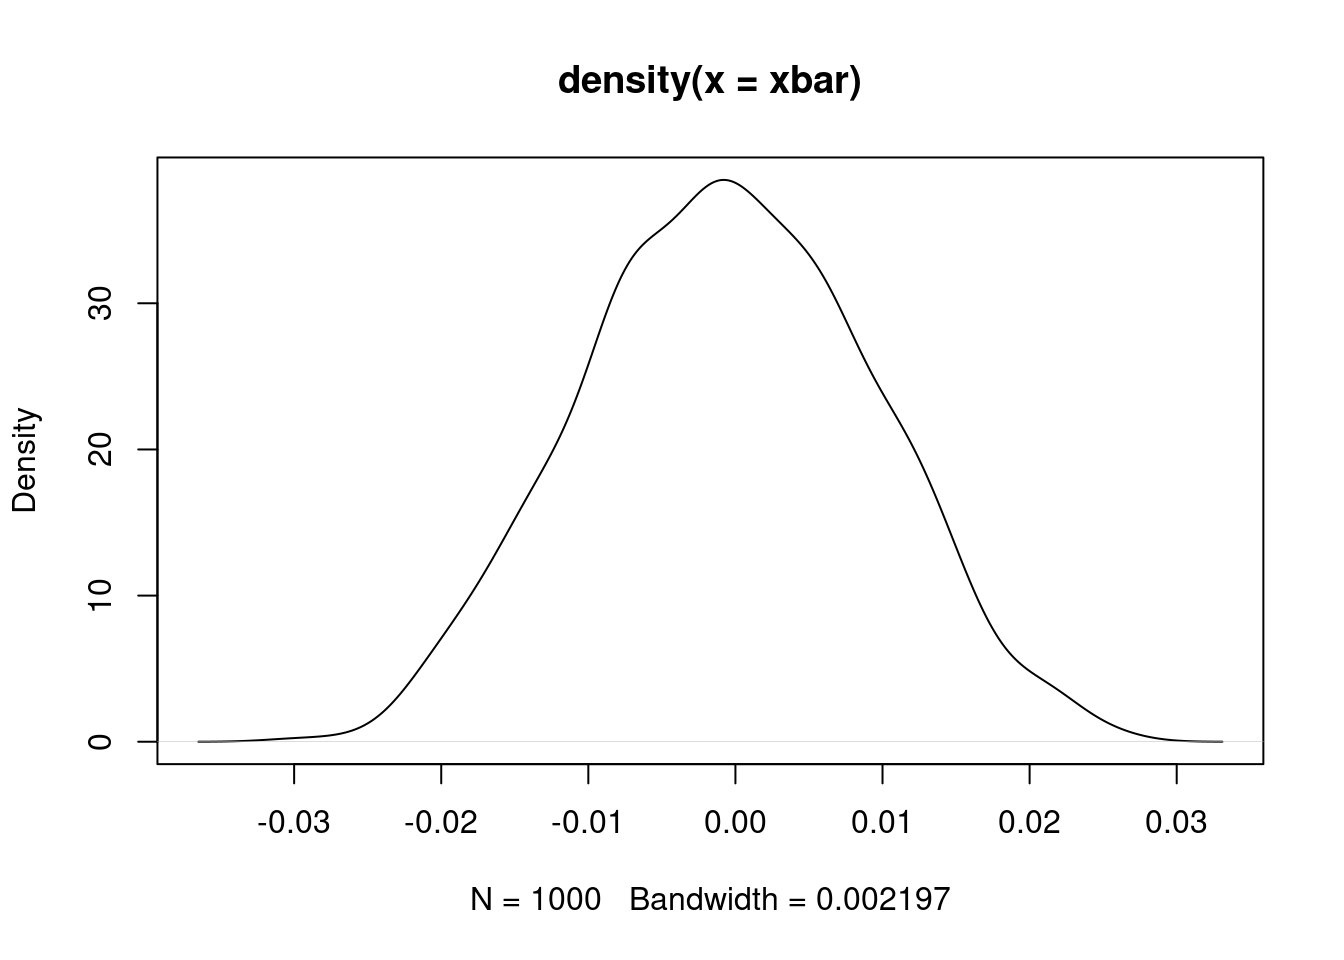 density(x = xbar)
Density
30
20
10
0
-0.03 -0.02 -0.01 0.00 0.01 0.02 0.03
N = 1000 Bandwidth = 0.002197